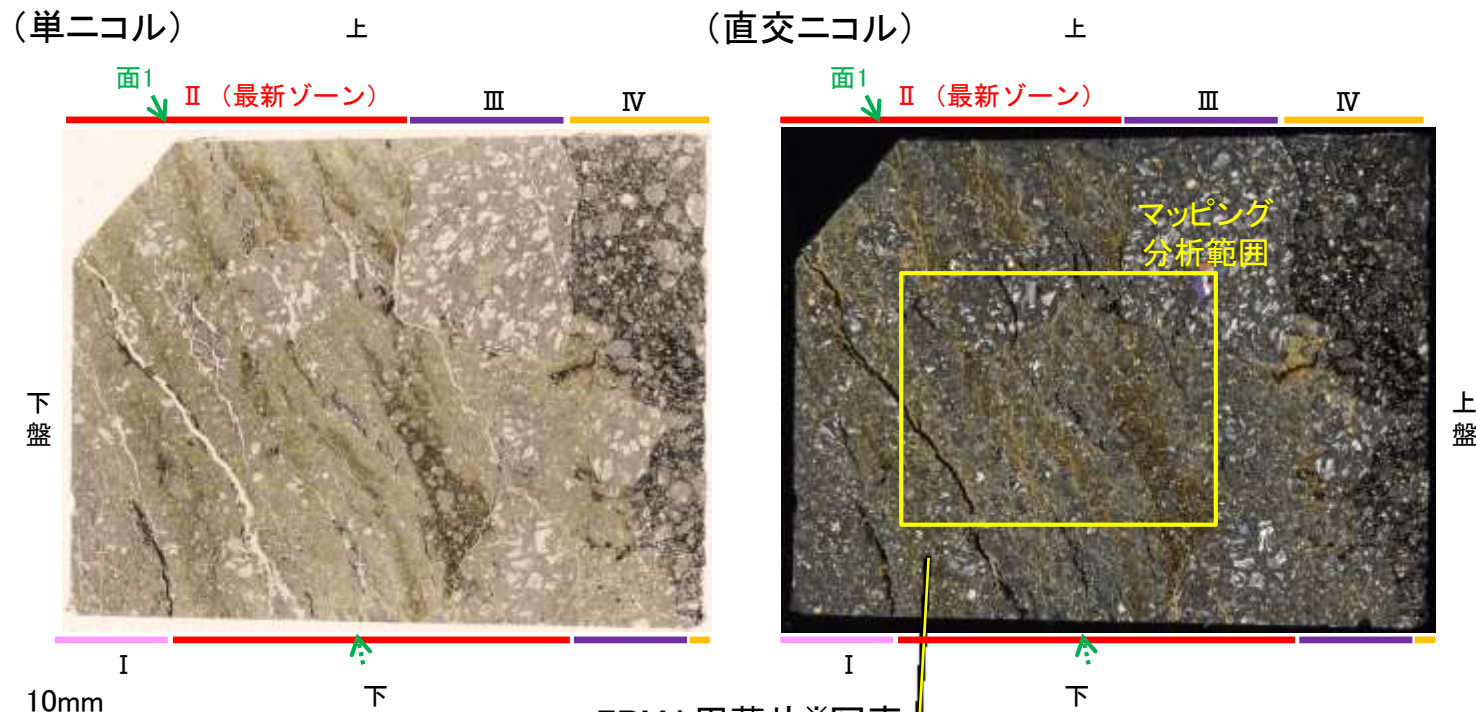 （単ニコル）
上
面1
Ⅱ（最新ゾーン）
Ⅲ
Ⅳ
下盤
Ⅰ
下
10mm
（直交ニコル）
上
面1
Ⅱ（最新ゾーン）
Ⅲ
Ⅳ
マッピング
分析範囲
上盤
Ⅰ
下